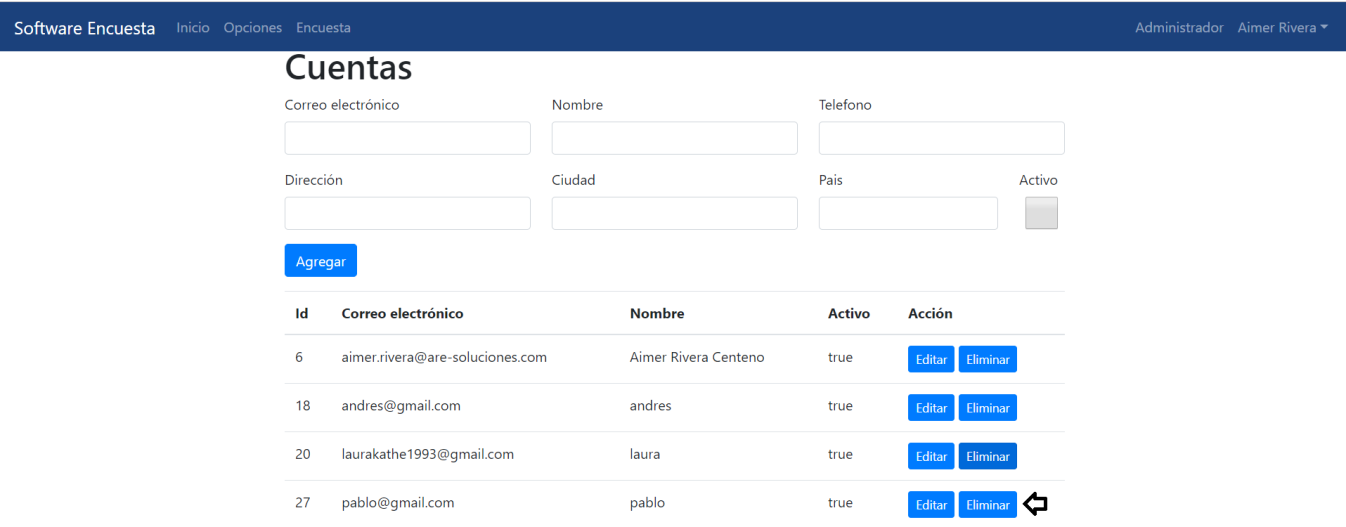 Software Encuesta Inicio Opciones Encuesta Administrador Aimer Rivera
Cuentas
Correo electrónico Nombre Telefono
Dirección Ciudad Pais Activo
Agregar
Id Correo electrónico Nombre Activo Acción
6 aimer.rivera@are-soluciones.com Aimer Rivera Centeno true Editar Eliminar
18 andres@gmail.com andres true Editar Eliminar
20 laurakathe1993@gmail.com laura true Editar Eliminar
27 pablo@gmail.com pablo true Editar Eliminar